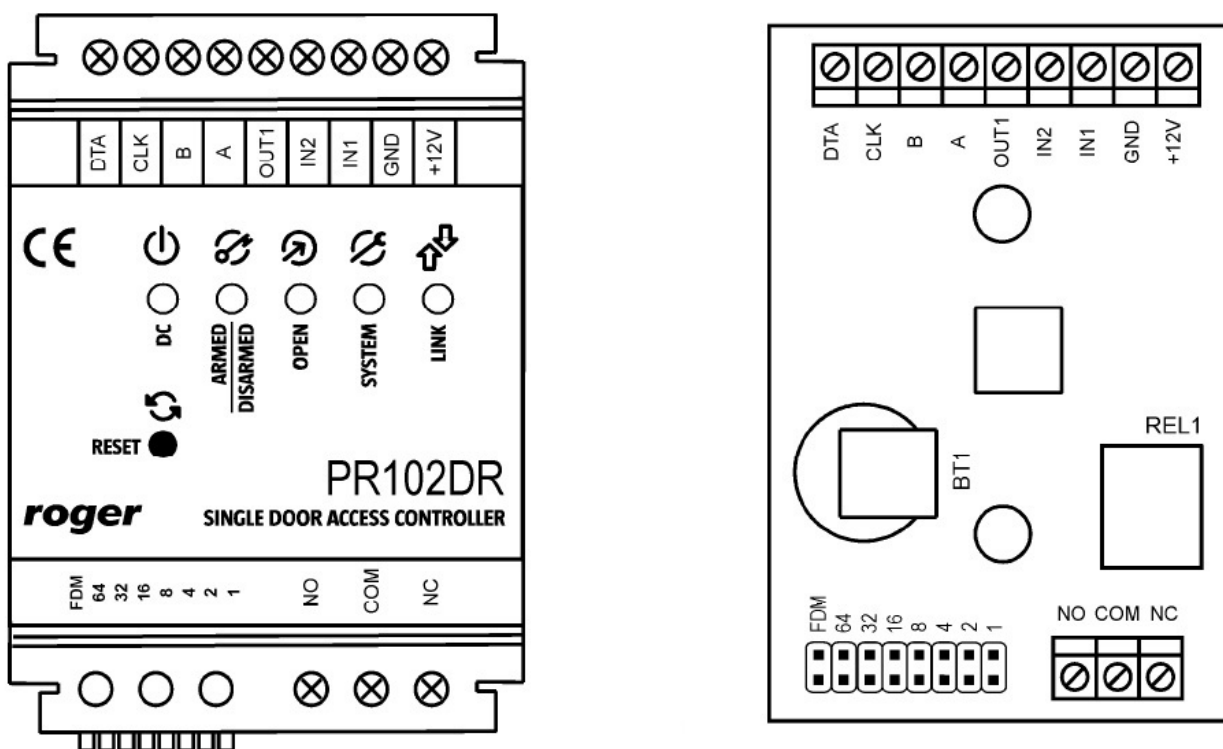 DTA CLK B A OUT1 IN2 IN1 GND +12V
CE
DC ARMED DISARMED OPEN SYSTEM LINK
RESET
PR102DR
roger SINGLE DOOR ACCESS CONTROLLER
FDM 64 32 16 8 4 2 1 NO COM NC
DTA CLK B A OUT1 IN2 IN1 GND +12V
REL1
BT1
FDM 64 32 16 8 4 2 1
NO COM NC